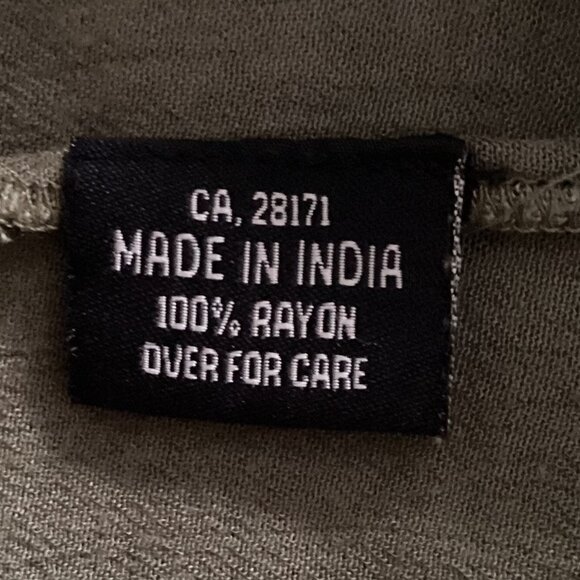 CA, 28171
MADE IN INDIA
100% RAYON
OVER FOR CARE